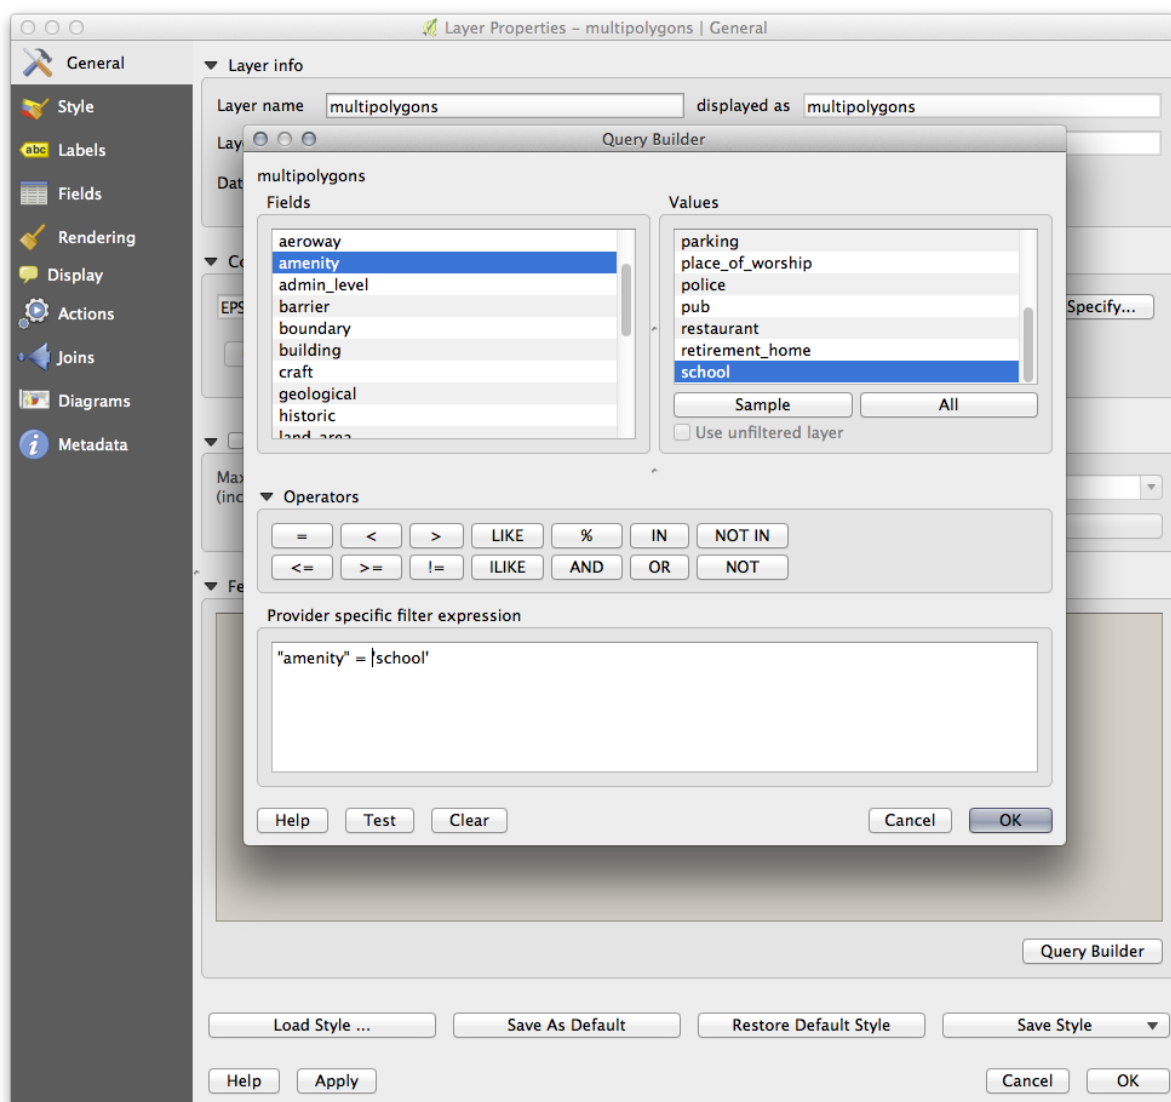 Layer Properties – multipolygons | General
General
Style
Labels
Fields
Rendering
Display
Actions
Joins
Diagrams
Metadata
abc
Layer info
Layer name multipolygons displayed as multipolygons
Query Builder
multipolygons
Fields
aeroway
amenity
admin_level
barrier
boundary
building
craft
geological
historic
land_area
Values
parking
place_of_worship
police
pub
restaurant
retirement_home
school
Sample All
Use unfiltered layer
Specify...
Operators
= < > LIKE % IN NOT IN
<= >= != ILIKE AND OR NOT
Provider specific filter expression
"amenity" = 'school'
Help Test Clear Cancel OK
Query Builder
Load Style ... Save As Default Restore Default Style Save Style
Help Apply Cancel OK